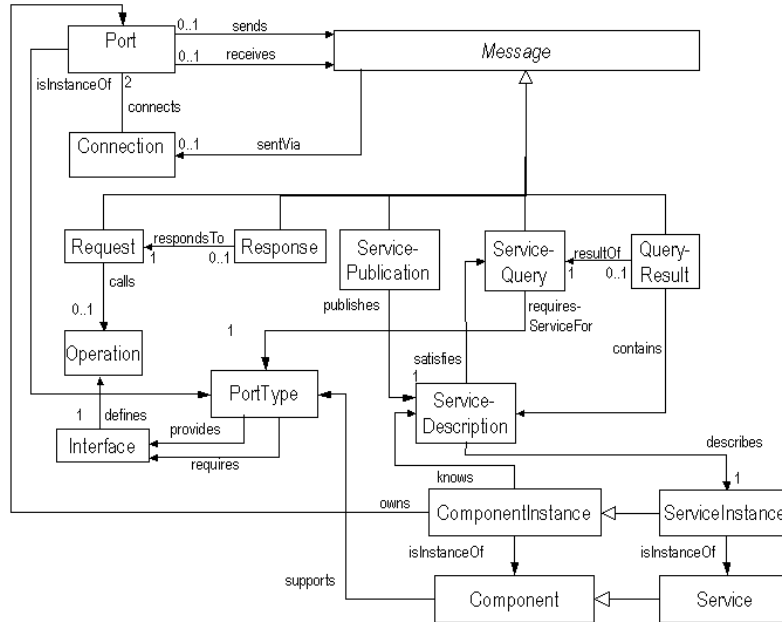 0..1 sends
Port
Message
0..1 receives
isInstanceOf 2
connects
0..1 sentVia
Connection
Request
1 respondsTo 0..1
Response
Service-
Publication
Service-
Query
resultOf
1 0..1
Query-
Result
calls
publishes
requires-
ServiceFor
0..1
1
contains
Operation
satisfies
1
PortType
Service-
Description
1 defines
provides
Interface
requires
describes
knows
1
owns
ComponentInstance
ServiceInstance
isInstanceOf
isInstanceOf
supports
Component
Service